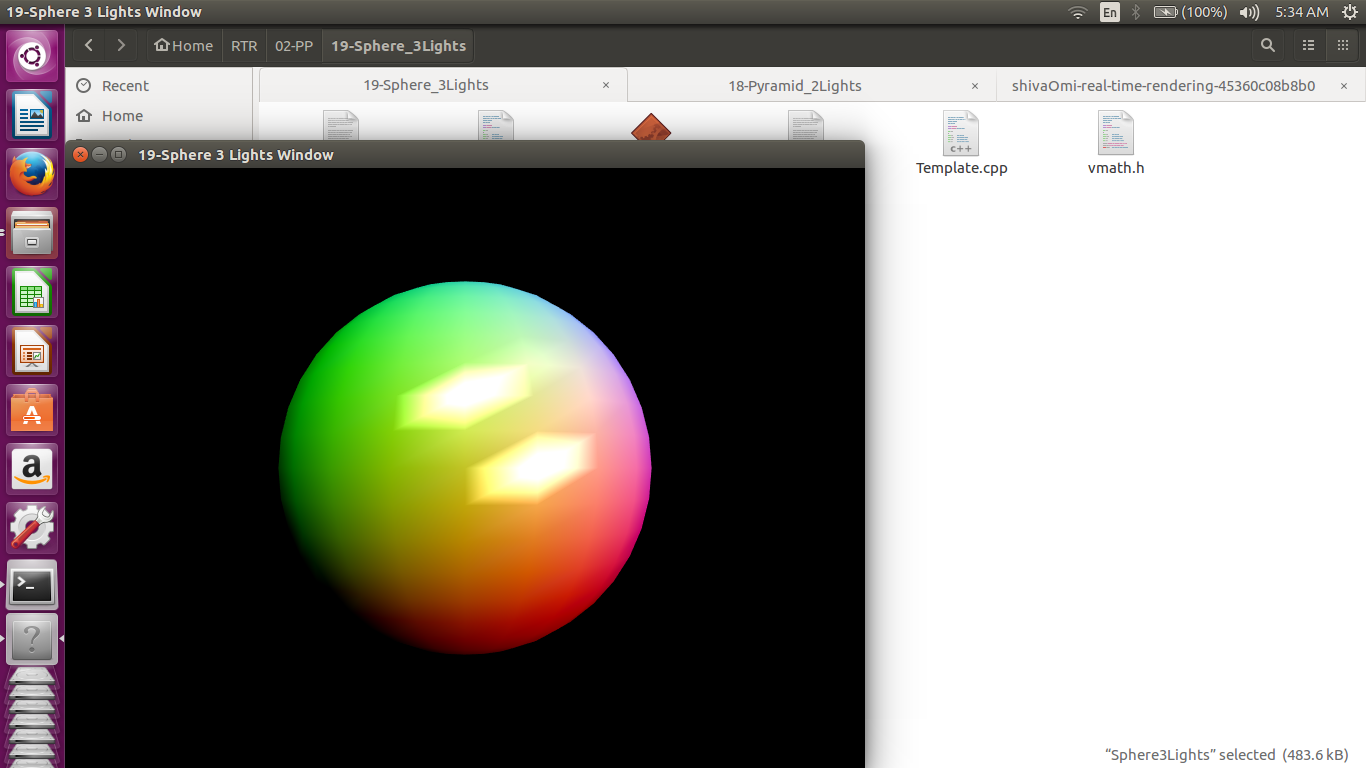 19-Sphere 3 Lights Window
En
(100%)
5:34 AM
Home
RTR
02-PP
19-Sphere_3Lights
Recent
Home
19-Sphere_3Lights
18-Pyramid_2Lights
shivaOmi-real-time-rendering-45360c08b8b0
C++
Template.cpp
vmath.h
19-Sphere 3 Lights Window
“Sphere3Lights” selected (483.6 kB)